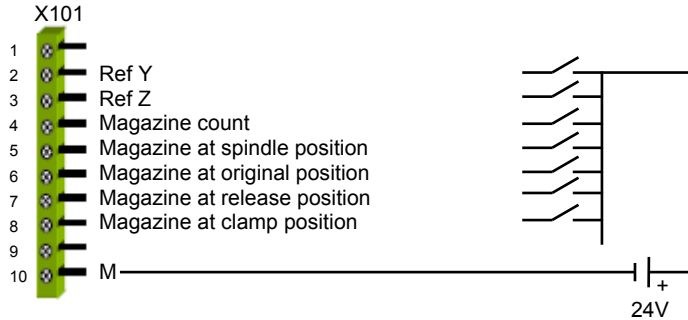 X101
1
2 Ref Y
3 Ref Z
4 Magazine count
5 Magazine at spindle position
6 Magazine at original position
7 Magazine at release position
8 Magazine at clamp position
9
10 M
+
24V